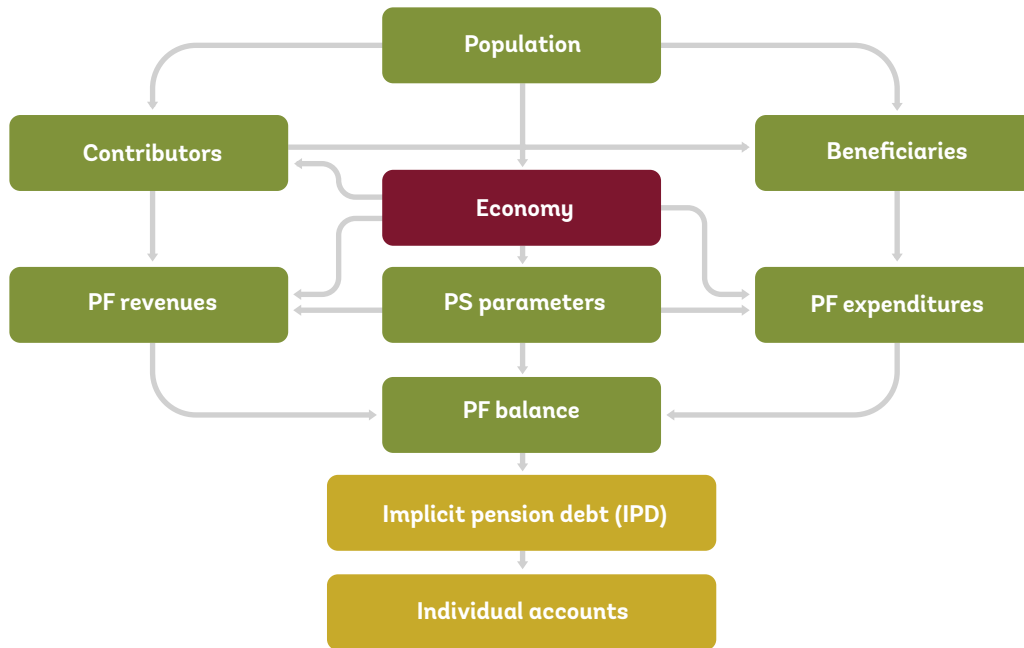 Population
Contributors
Beneficiaries
Economy
PF revenues
PS parameters
PF expenditures
PF balance
Implicit pension debt (IPD)
Individual accounts